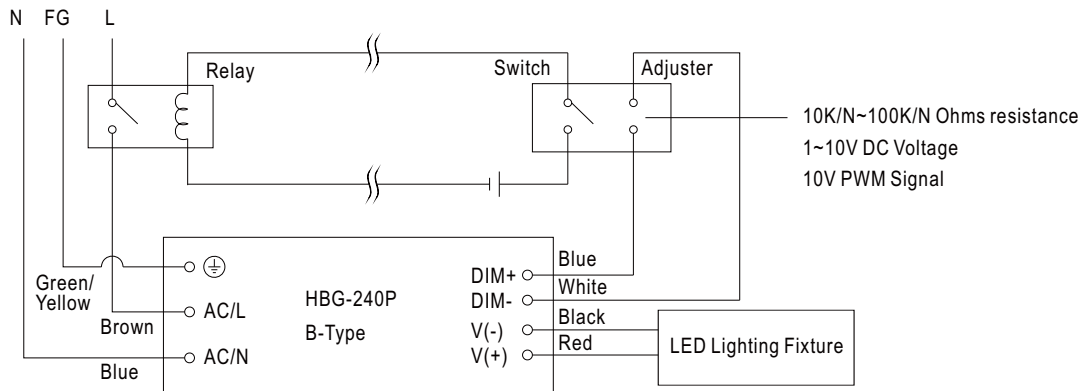 N FG L
Relay
Switch
Adjuster
10K/N~100K/N Ohms resistance
1~10V DC Voltage
10V PWM Signal
Green/
Yellow
Brown
Blue
AC/L
AC/N
HBG-240P
B-Type
DIM+
DIM-
V(-)
V(+)
Blue
White
Black
Red
LED Lighting Fixture